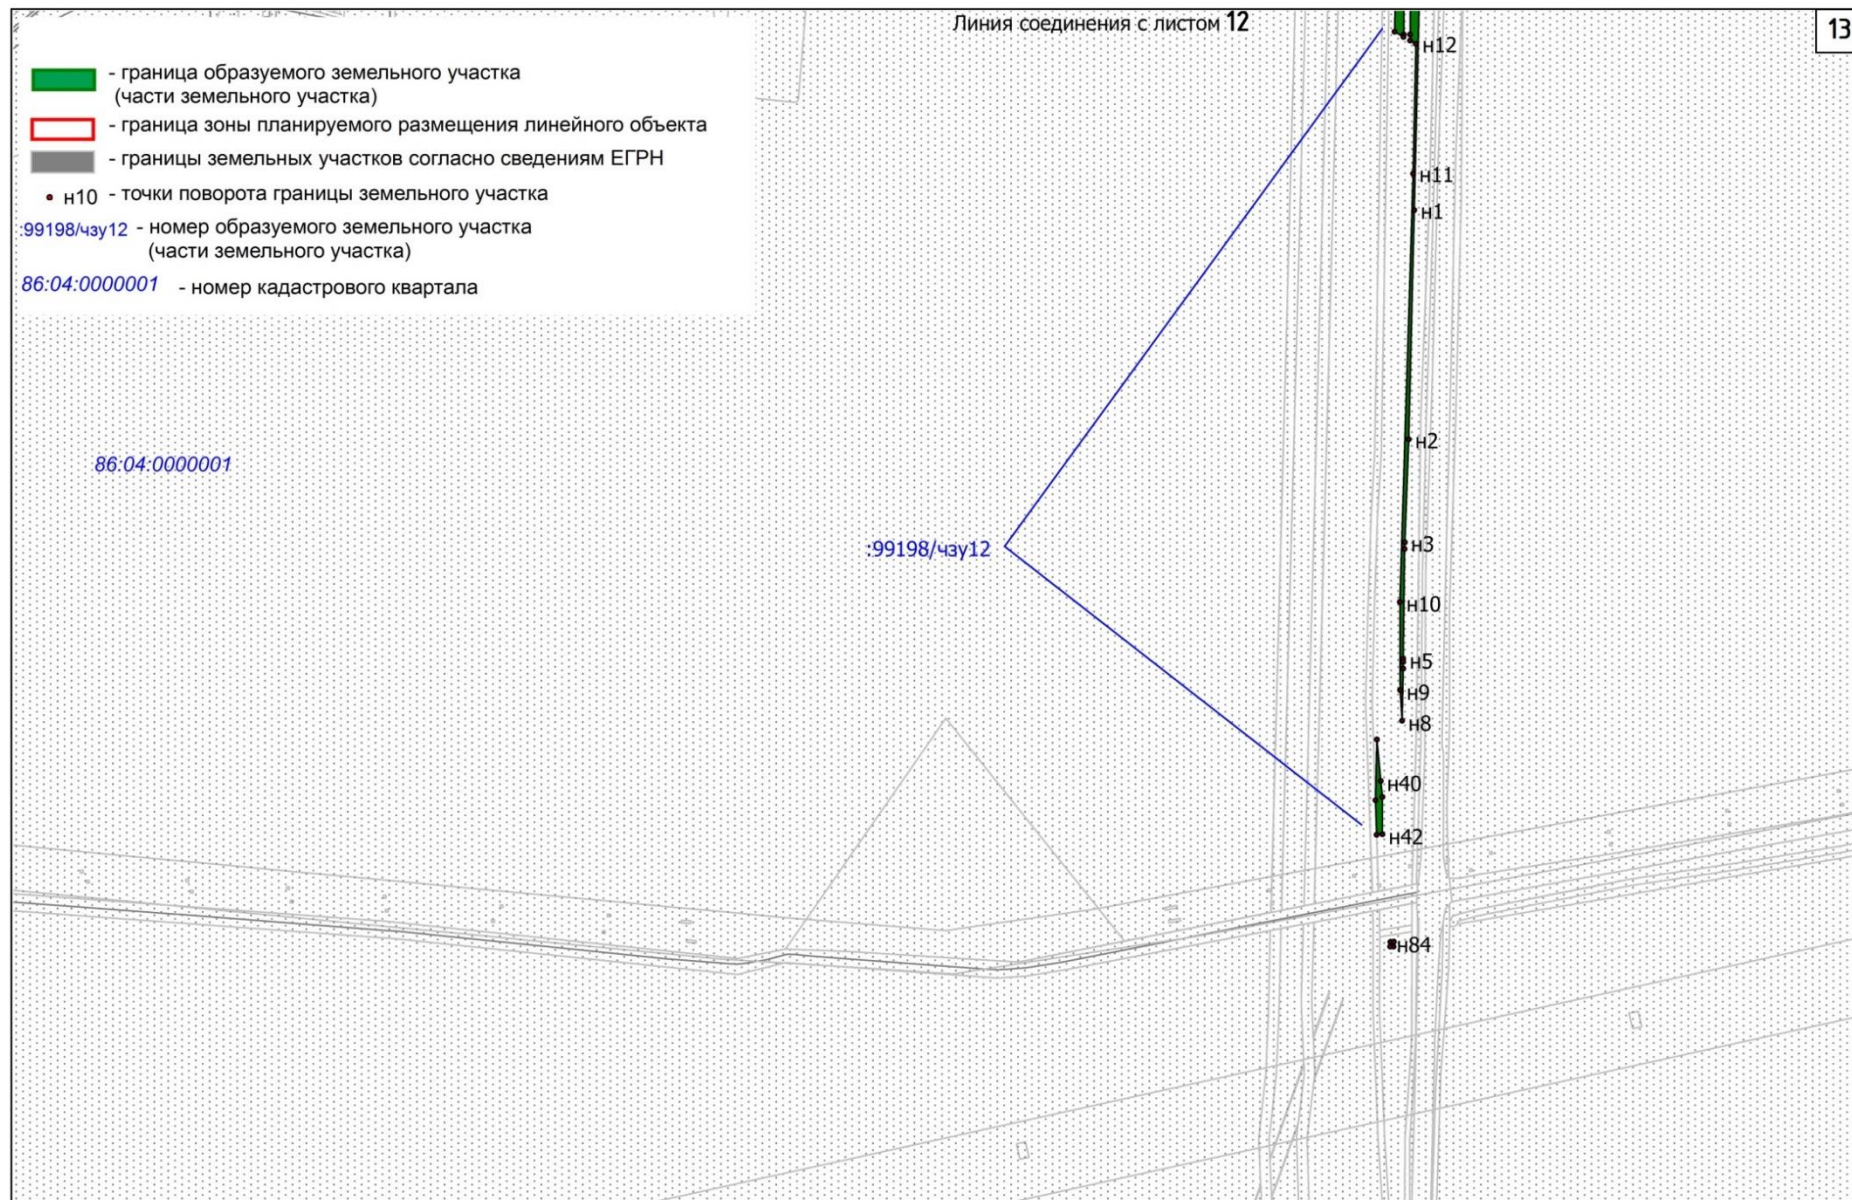 Линия соединения с листом 12
13
- граница образуемого земельного участка
(части земельного участка)
- граница зоны планируемого размещения линейного объекта
- границы земельных участков согласно сведениям ЕГРН
н10 - точки поворота границы земельного участка
:99198/чзу12 - номер образуемого земельного участка
(части земельного участка)
86:04:0000001 - номер кадастрового квартала
н12
н11
н1
н2
86:04:0000001
:99198/чзу12
н3
н10
н5
н9
н8
н40
н42
н84